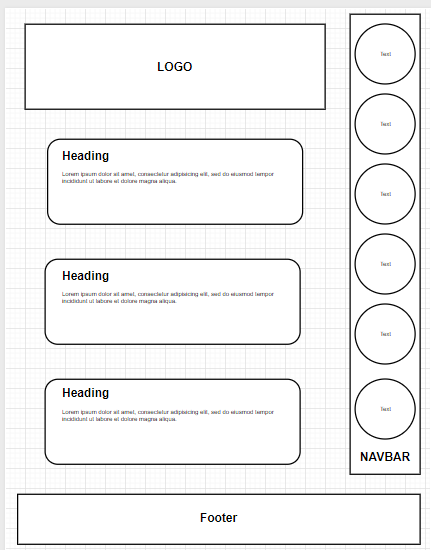 LOGO
Heading
Lorem ipsum dolor sit amet, consectetur adipisicing elit, sed do eiusmod tempor
incididunt ut labore et dolore magna aliqua.
Heading
Lorem ipsum dolor sit amet, consectetur adipisicing elit, sed do eiusmod tempor
incididunt ut labore et dolore magna aliqua.
Heading
Lorem ipsum dolor sit amet, consectetur adipisicing elit, sed do eiusmod tempor
incididunt ut labore et dolore magna aliqua.
Text
Text
Text
Text
Text
Text
NAVBAR
Footer